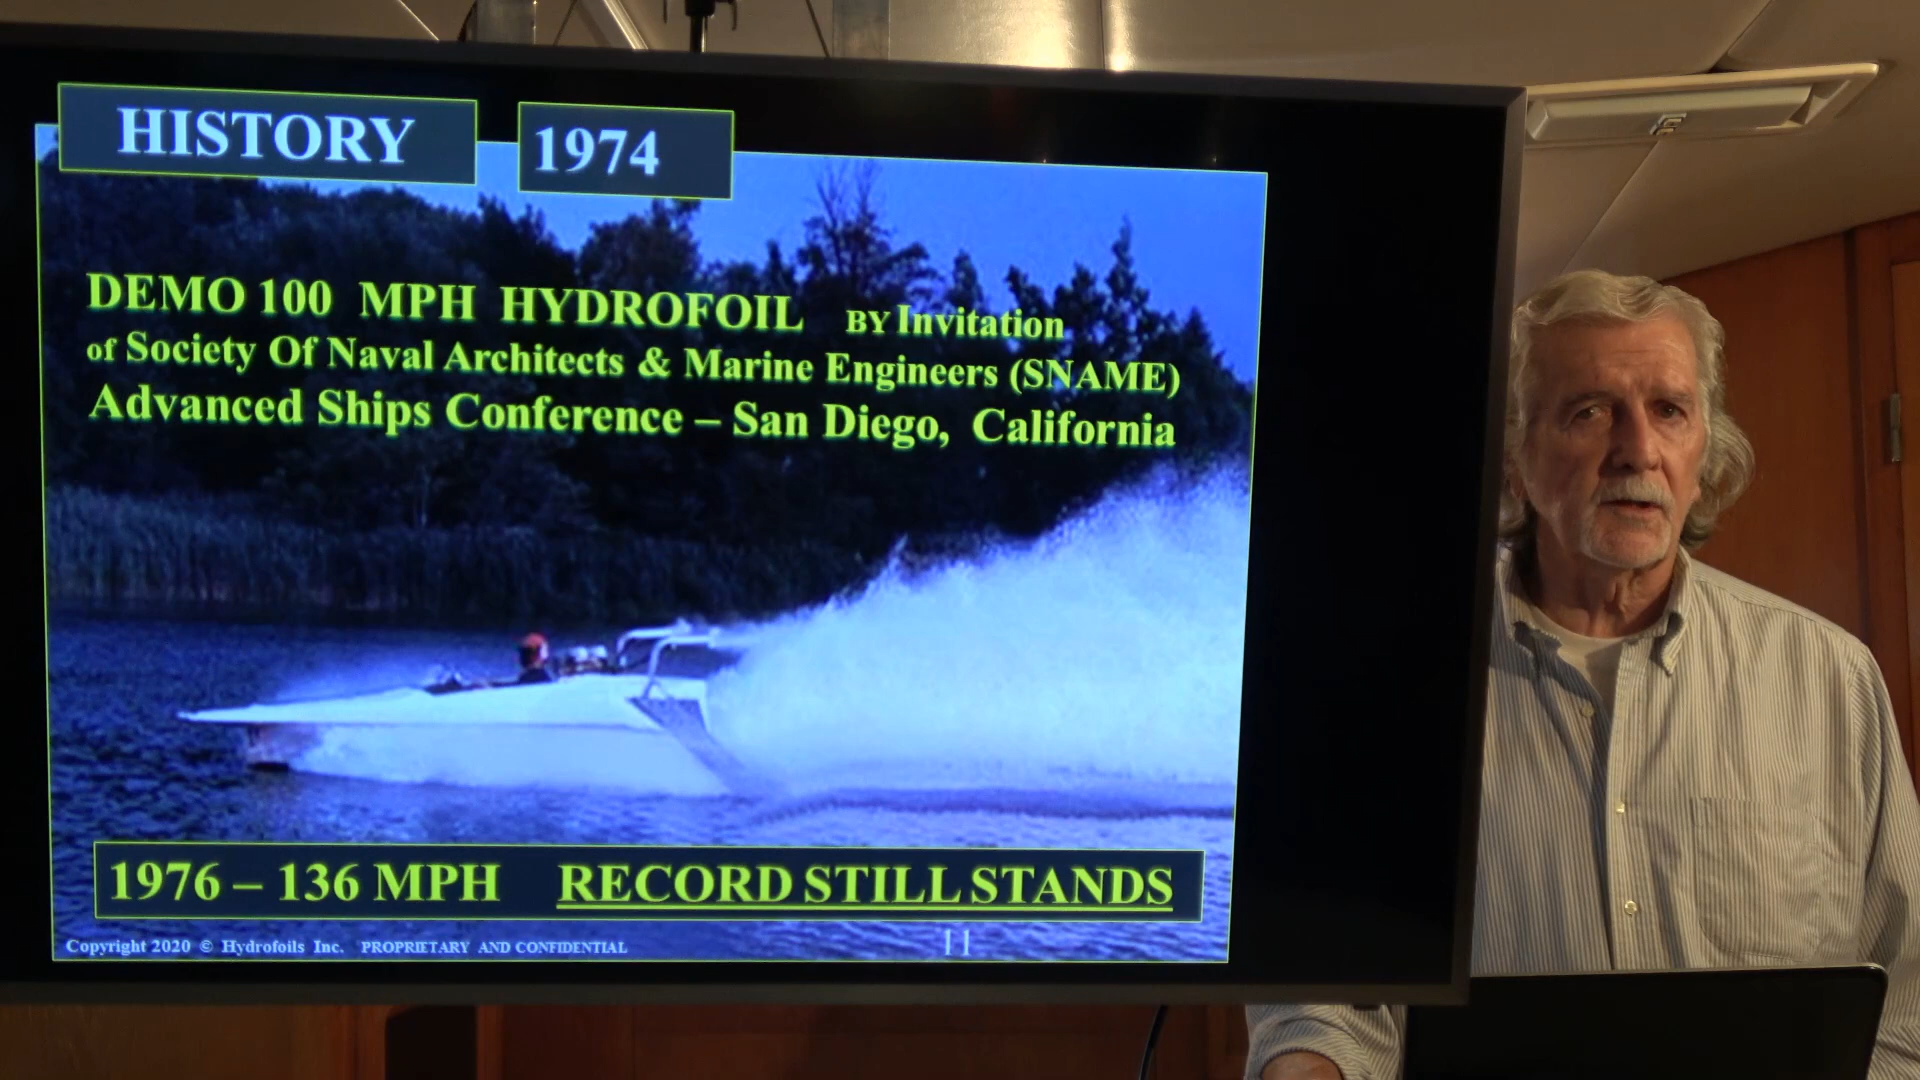 HISTORY
1974
DEMO 100 MPH HYDROFOIL BY Invitation
of Society Of Naval Architects & Marine Engineers (SNAME)
Advanced Ships Conference – San Diego, California
1976 – 136 MPH RECORD STILL STANDS
Copyright 2020 © Hydrofoils Inc. PROPRIETARY AND CONFIDENTIAL
11